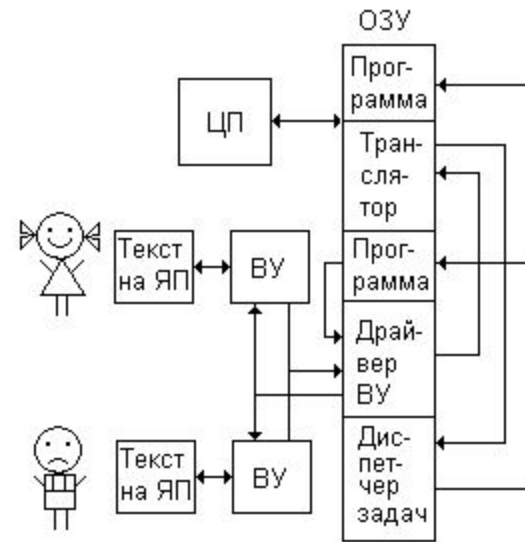 ОЗУ
Прог-
рамма
ЦП
Тран-
сля-
тор
Текст
на ЯП
ВУ
Прог-
рамма
Драй-
вер
ВУ
Текст
на ЯП
ВУ
Дис-
пет-
чер
задач